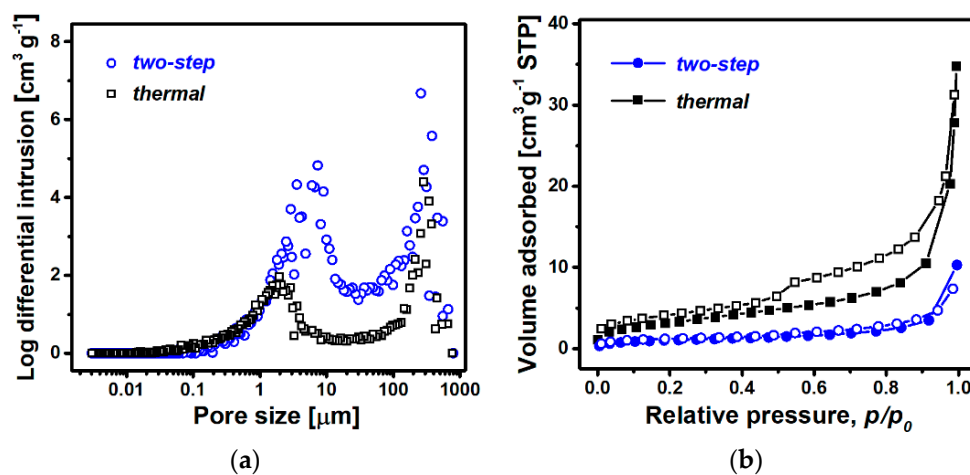 Log differential intrusion [cm³ g⁻¹]
8
6
4
2
0
two-step
thermal
0.01 0.1 1 10 100 1000
Pore size [μm]
(a)
Volume adsorbed [cm³g⁻¹ STP]
40
30
20
10
0
two-step
thermal
0.0 0.2 0.4 0.6 0.8 1.0
Relative pressure, p/p₀
(b)